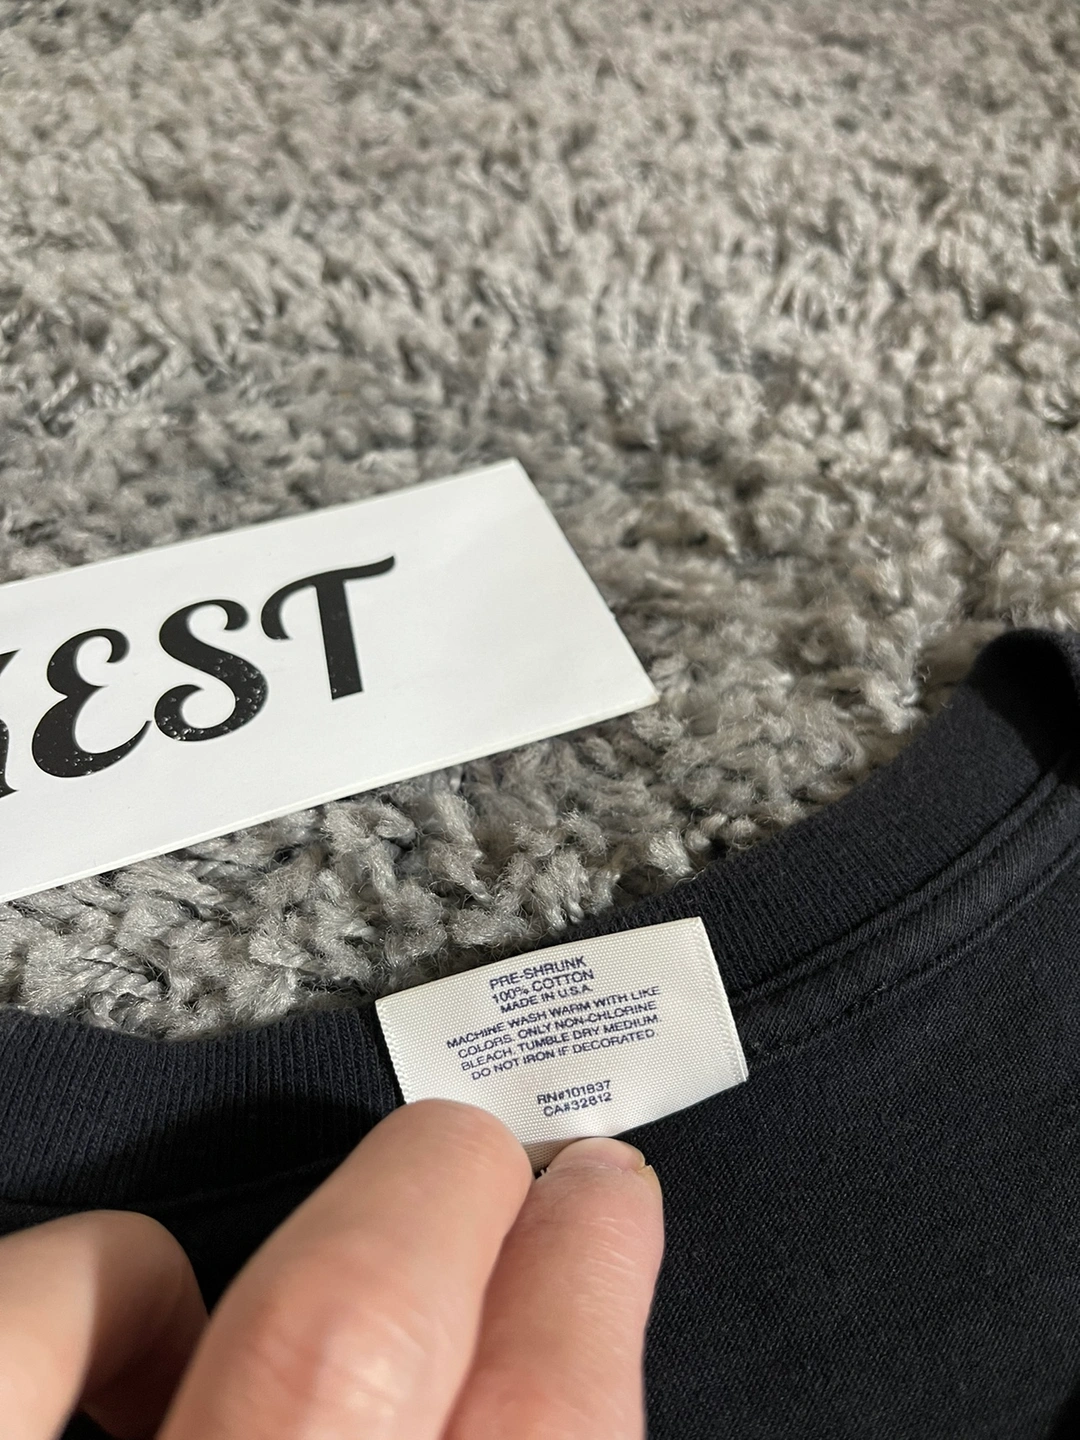 EST
PRE-SHRUNK
100% COTTON
MADE IN U.S.A.
MACHINE WASH WARM WITH LIKE
COLORS. ONLY NON-CHLORINE
BLEACH. TUMBLE DRY MEDIUM
DO NOT IRON IF DECORATED.
RN#101837
CA#32812